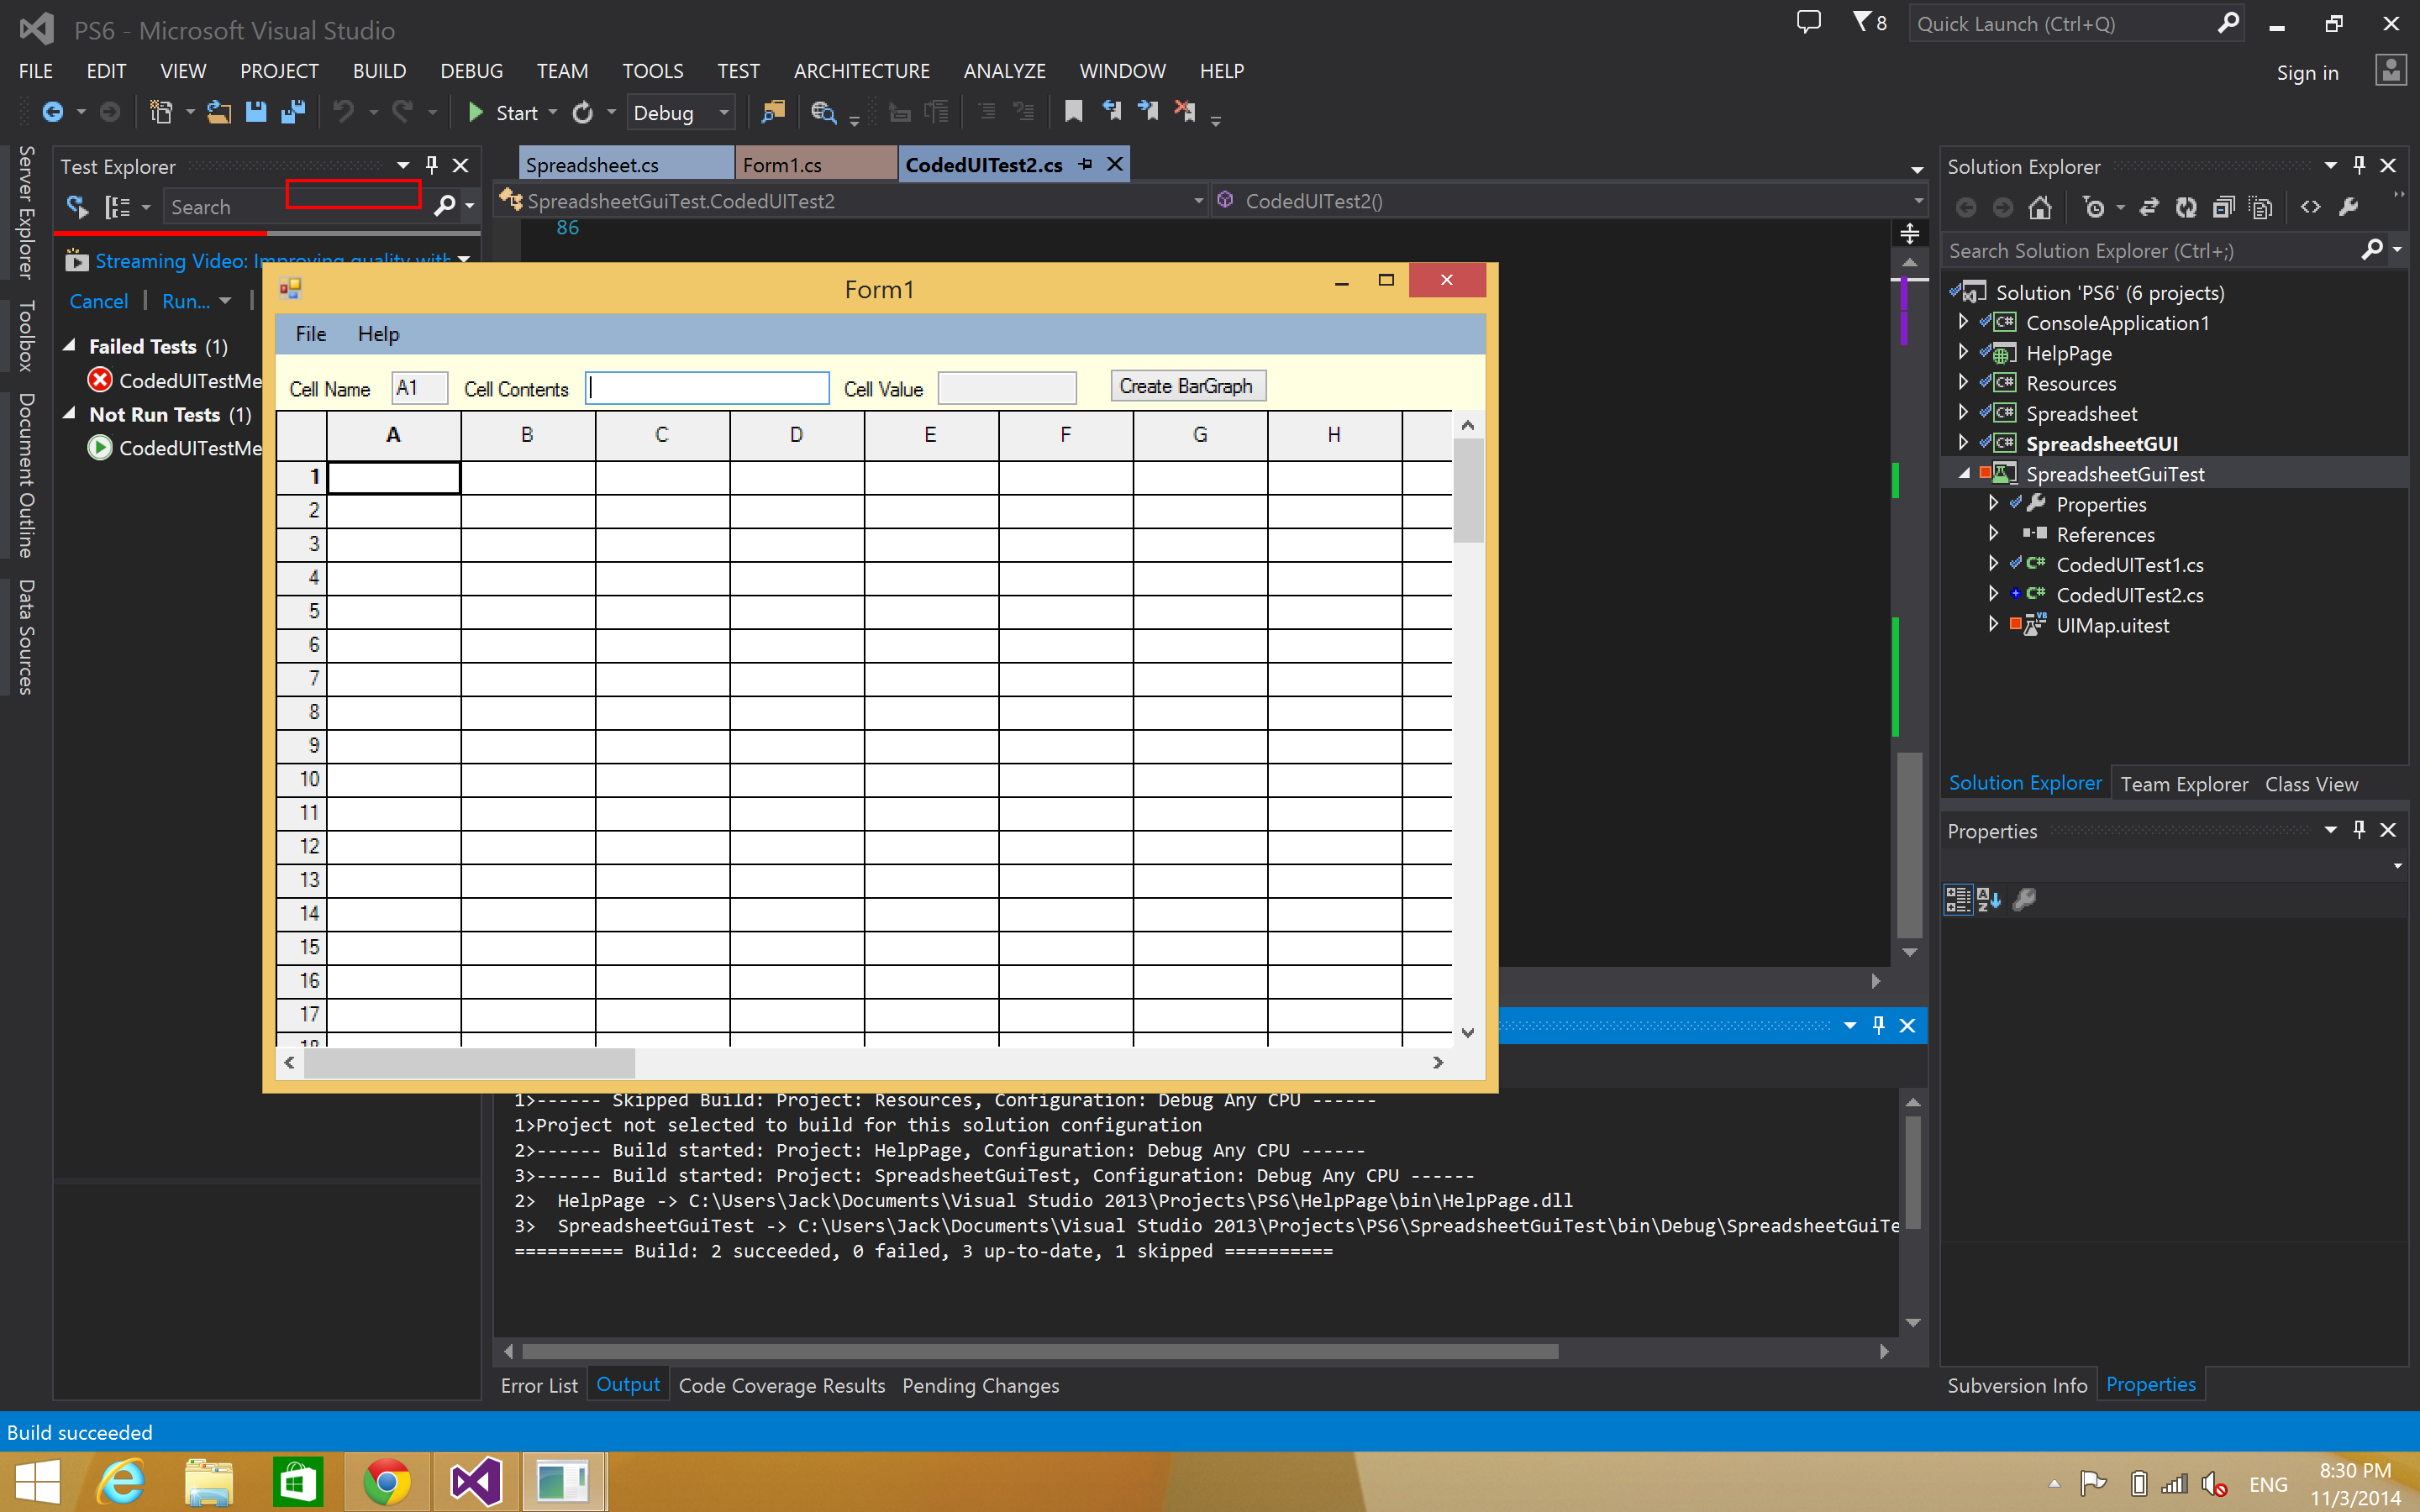 PS6 - Microsoft Visual Studio
8
Quick Launch (Ctrl+Q)
FILE EDIT VIEW PROJECT BUILD DEBUG TEAM TOOLS TEST ARCHITECTURE ANALYZE WINDOW HELP
Sign in
Start
Debug
Server Explorer
Toolbox
Document Outline
Data Sources
Test Explorer
Search
Streaming Video: Improving quality with
Cancel | Run... |
Failed Tests (1)
CodedUITestMe
Not Run Tests (1)
CodedUITestMe
Spreadsheet.cs
Form1.cs
CodedUITest2.cs
SpreadsheetGuiTest.CodedUITest2
CodedUITest2()
86
Form1
File Help
Cell Name A1 Cell Contents Cell Value Create BarGraph
A B C D E F G H
1
2
3
4
5
6
7
8
9
10
11
12
13
14
15
16
17
18
1>------ Skipped Build: Project: Resources, Configuration: Debug Any CPU ------
1>Project not selected to build for this solution configuration
2>------ Build started: Project: HelpPage, Configuration: Debug Any CPU ------
3>------ Build started: Project: SpreadsheetGuiTest, Configuration: Debug Any CPU ------
2>  HelpPage -> C:\Users\Jack\Documents\Visual Studio 2013\Projects\PS6\HelpPage\bin\HelpPage.dll
3>  SpreadsheetGuiTest -> C:\Users\Jack\Documents\Visual Studio 2013\Projects\PS6\SpreadsheetGuiTest\bin\Debug\SpreadsheetGuiTe
========== Build: 2 succeeded, 0 failed, 3 up-to-date, 1 skipped ==========
Error List Output Code Coverage Results Pending Changes
Solution Explorer
Search Solution Explorer (Ctrl+;)
Solution 'PS6' (6 projects)
C# ConsoleApplication1
HelpPage
C# Resources
C# Spreadsheet
C# SpreadsheetGUI
SpreadsheetGuiTest
Properties
References
C# CodedUITest1.cs
C# CodedUITest2.cs
VB UIMap.uitest
Solution Explorer Team Explorer Class View
Properties
Subversion Info Properties
Build succeeded
ENG
8:30 PM
11/3/2014